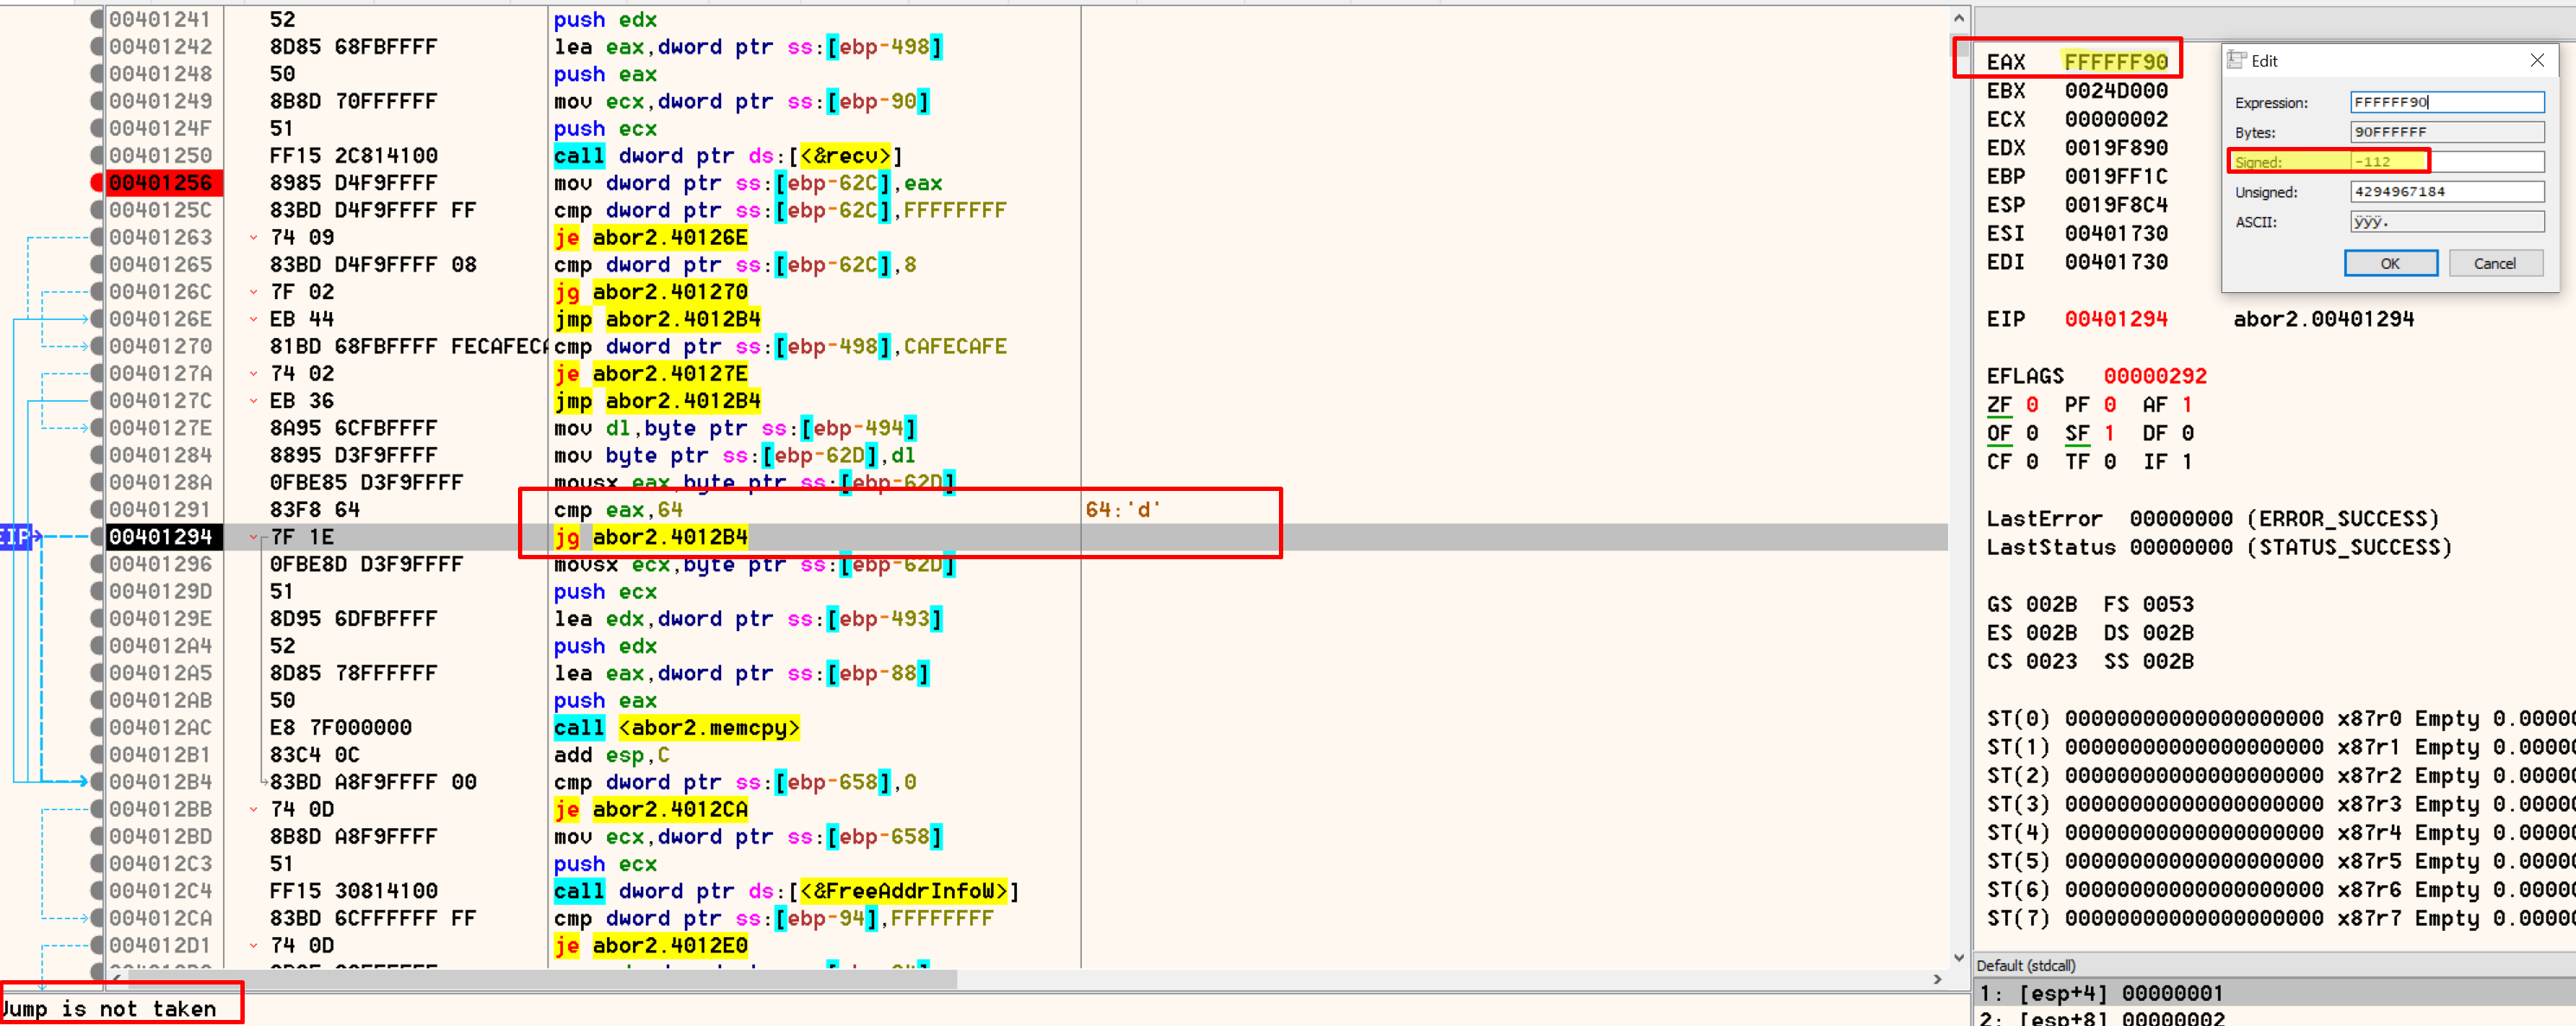 00401241 52 push edx
00401242 8D85 68FBFFFF lea eax,dword ptr ss:[ebp-498]
00401248 50 push eax
00401249 8B8D 70FFFFFF mov ecx,dword ptr ss:[ebp-90]
0040124F 51 push ecx
00401250 FF15 2C814100 call dword ptr ds:[<&recv>]
00401256 8985 D4F9FFFF mov dword ptr ss:[ebp-62C],eax
0040125C 83BD D4F9FFFF FF cmp dword ptr ss:[ebp-62C],FFFFFFFF
00401263 74 09 je abor2.40126E
00401265 83BD D4F9FFFF 08 cmp dword ptr ss:[ebp-62C],8
0040126C 7F 02 jg abor2.401270
0040126E EB 44 jmp abor2.4012B4
00401270 81BD 68FBFFFF FECAFECA cmp dword ptr ss:[ebp-498],CAFECAFE
0040127A 74 02 je abor2.40127E
0040127C EB 36 jmp abor2.4012B4
0040127E 8A95 6CFBFFFF mov dl,byte ptr ss:[ebp-494]
00401284 8895 D3F9FFFF mov byte ptr ss:[ebp-62D],dl
0040128A 0FBE85 D3F9FFFF movsx eax,byte ptr ss:[ebp-62D]
00401291 83F8 64 cmp eax,64 64:'d'
EIP 00401294 7F 1E jg abor2.4012B4
00401296 0FBE8D D3F9FFFF movsx ecx,byte ptr ss:[ebp-62D]
0040129D 51 push ecx
0040129E 8D95 6DFBFFFF lea edx,dword ptr ss:[ebp-493]
004012A4 52 push edx
004012A5 8D85 78FFFFFF lea eax,dword ptr ss:[ebp-88]
004012AB 50 push eax
004012AC E8 7F000000 call <abor2.memcpy>
004012B1 83C4 0C add esp,C
004012B4 83BD A8F9FFFF 00 cmp dword ptr ss:[ebp-658],0
004012BB 74 0D je abor2.4012CA
004012BD 8B8D A8F9FFFF mov ecx,dword ptr ss:[ebp-658]
004012C3 51 push ecx
004012C4 FF15 30814100 call dword ptr ds:[<&FreeAddrInfoW>]
004012CA 83BD 6CFFFFFF FF cmp dword ptr ss:[ebp-94],FFFFFFFF
004012D1 74 0D je abor2.4012E0
Jump is not taken
EAX FFFFFF90
EBX 0024D000
ECX 00000002
EDX 0019F890
EBP 0019FF1C
ESP 0019F8C4
ESI 00401730
EDI 00401730
EIP 00401294 abor2.00401294
EFLAGS 00000292
ZF 0 PF 0 AF 1
OF 0 SF 1 DF 0
CF 0 TF 0 IF 1
LastError 00000000 (ERROR_SUCCESS)
LastStatus 00000000 (STATUS_SUCCESS)
GS 002B FS 0053
ES 002B DS 002B
CS 0023 SS 002B
ST(0) 00000000000000000000 x87r0 Empty 0.00000
ST(1) 00000000000000000000 x87r1 Empty 0.00000
ST(2) 00000000000000000000 x87r2 Empty 0.00000
ST(3) 00000000000000000000 x87r3 Empty 0.00000
ST(4) 00000000000000000000 x87r4 Empty 0.00000
ST(5) 00000000000000000000 x87r5 Empty 0.00000
ST(6) 00000000000000000000 x87r6 Empty 0.00000
ST(7) 00000000000000000000 x87r7 Empty 0.00000
Default (stdcall)
1: [esp+4] 00000001
2: [esp+8] 00000002
Edit
Expression: FFFFFF90
Bytes: 90FFFFFF
Signed: -112
Unsigned: 4294967184
ASCII: ÿÿÿ.
OK Cancel